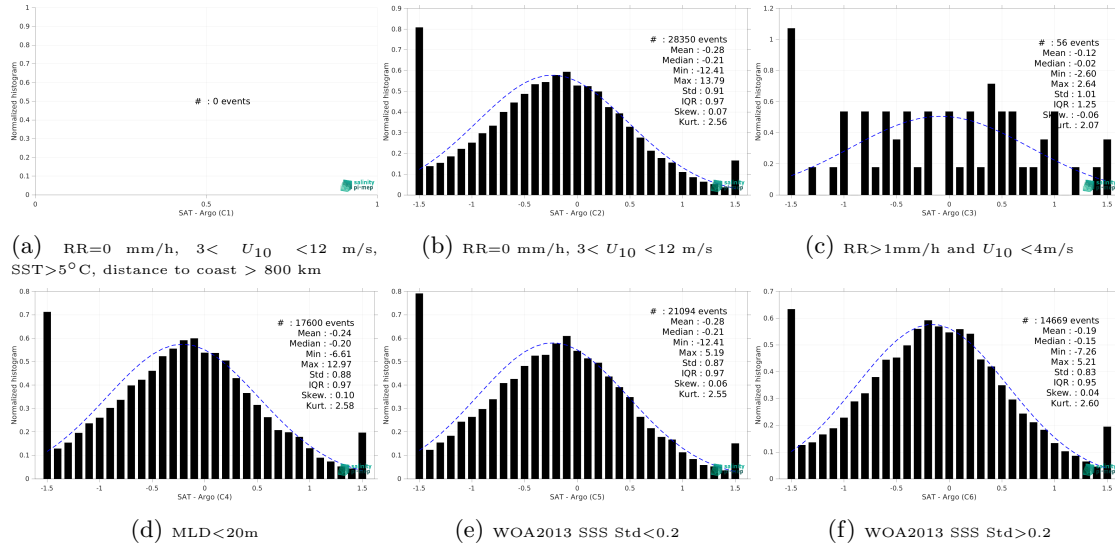 1
0.9
0.8
0.7
0.6
0.5
0.4
0.3
0.2
0.1
0
Normalized histogram
# : 0 events
0 0.5 1
SAT - Argo (C1)
salinity
pi-mep
(a) RR=0 mm/h, 3< U10 <12 m/s,
SST>5°C, distance to coast > 800 km
0.9
0.8
0.7
0.6
0.5
0.4
0.3
0.2
0.1
0
Normalized histogram
# : 28350 events
Mean : -0.28
Median : -0.21
Min : -12.41
Max : 13.79
Std : 0.91
IQR : 0.97
Skew. : 0.07
Kurt. : 2.56
-1.5 -1 -0.5 0 0.5 1 1.5
SAT - Argo (C2)
salinity
pi-mep
(b) RR=0 mm/h, 3< U10 <12 m/s
1.2
1
0.8
0.6
0.4
0.2
0
Normalized histogram
# : 56 events
Mean : -0.12
Median : -0.02
Min : -2.60
Max : 2.64
Std : 1.01
IQR : 1.25
Skew. : -0.06
Kurt. : 2.07
-1.5 -1 -0.5 0 0.5 1 1.5
SAT - Argo (C3)
salinity
pi-mep
(c) RR>1mm/h and U10 <4m/s
0.8
0.7
0.6
0.5
0.4
0.3
0.2
0.1
0
Normalized histogram
# : 17600 events
Mean : -0.24
Median : -0.20
Min : -6.61
Max : 12.97
Std : 0.88
IQR : 0.97
Skew. : 0.10
Kurt. : 2.58
-1.5 -1 -0.5 0 0.5 1 1.5
SAT - Argo (C4)
salinity
pi-mep
(d) MLD<20m
0.8
0.7
0.6
0.5
0.4
0.3
0.2
0.1
0
Normalized histogram
# : 21094 events
Mean : -0.28
Median : -0.21
Min : -12.41
Max : 5.19
Std : 0.87
IQR : 0.97
Skew. : 0.06
Kurt. : 2.55
-1.5 -1 -0.5 0 0.5 1 1.5
SAT - Argo (C5)
salinity
pi-mep
(e) WOA2013 SSS Std<0.2
0.7
0.6
0.5
0.4
0.3
0.2
0.1
0
Normalized histogram
# : 14669 events
Mean : -0.19
Median : -0.15
Min : -7.26
Max : 5.21
Std : 0.83
IQR : 0.95
Skew. : 0.04
Kurt. : 2.60
-1.5 -1 -0.5 0 0.5 1 1.5
SAT - Argo (C6)
salinity
pi-mep
(f) WOA2013 SSS Std>0.2